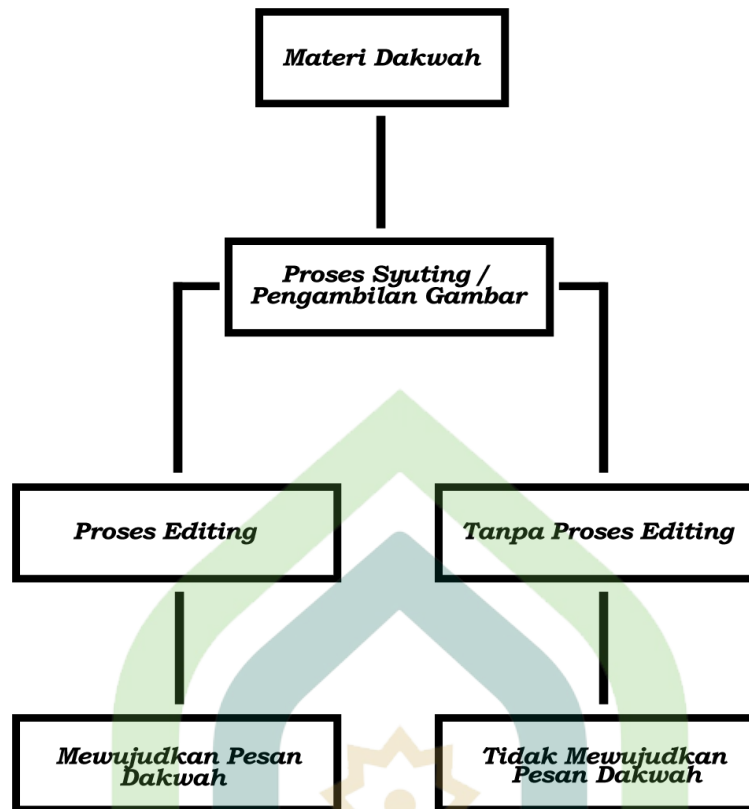 Materi Dakwah
Proses Syuting /
Pengambilan Gambar
Proses Editing
Tanpa Proses Editing
Mewujudkan Pesan
Dakwah
Tidak Mewujudkan
Pesan Dakwah